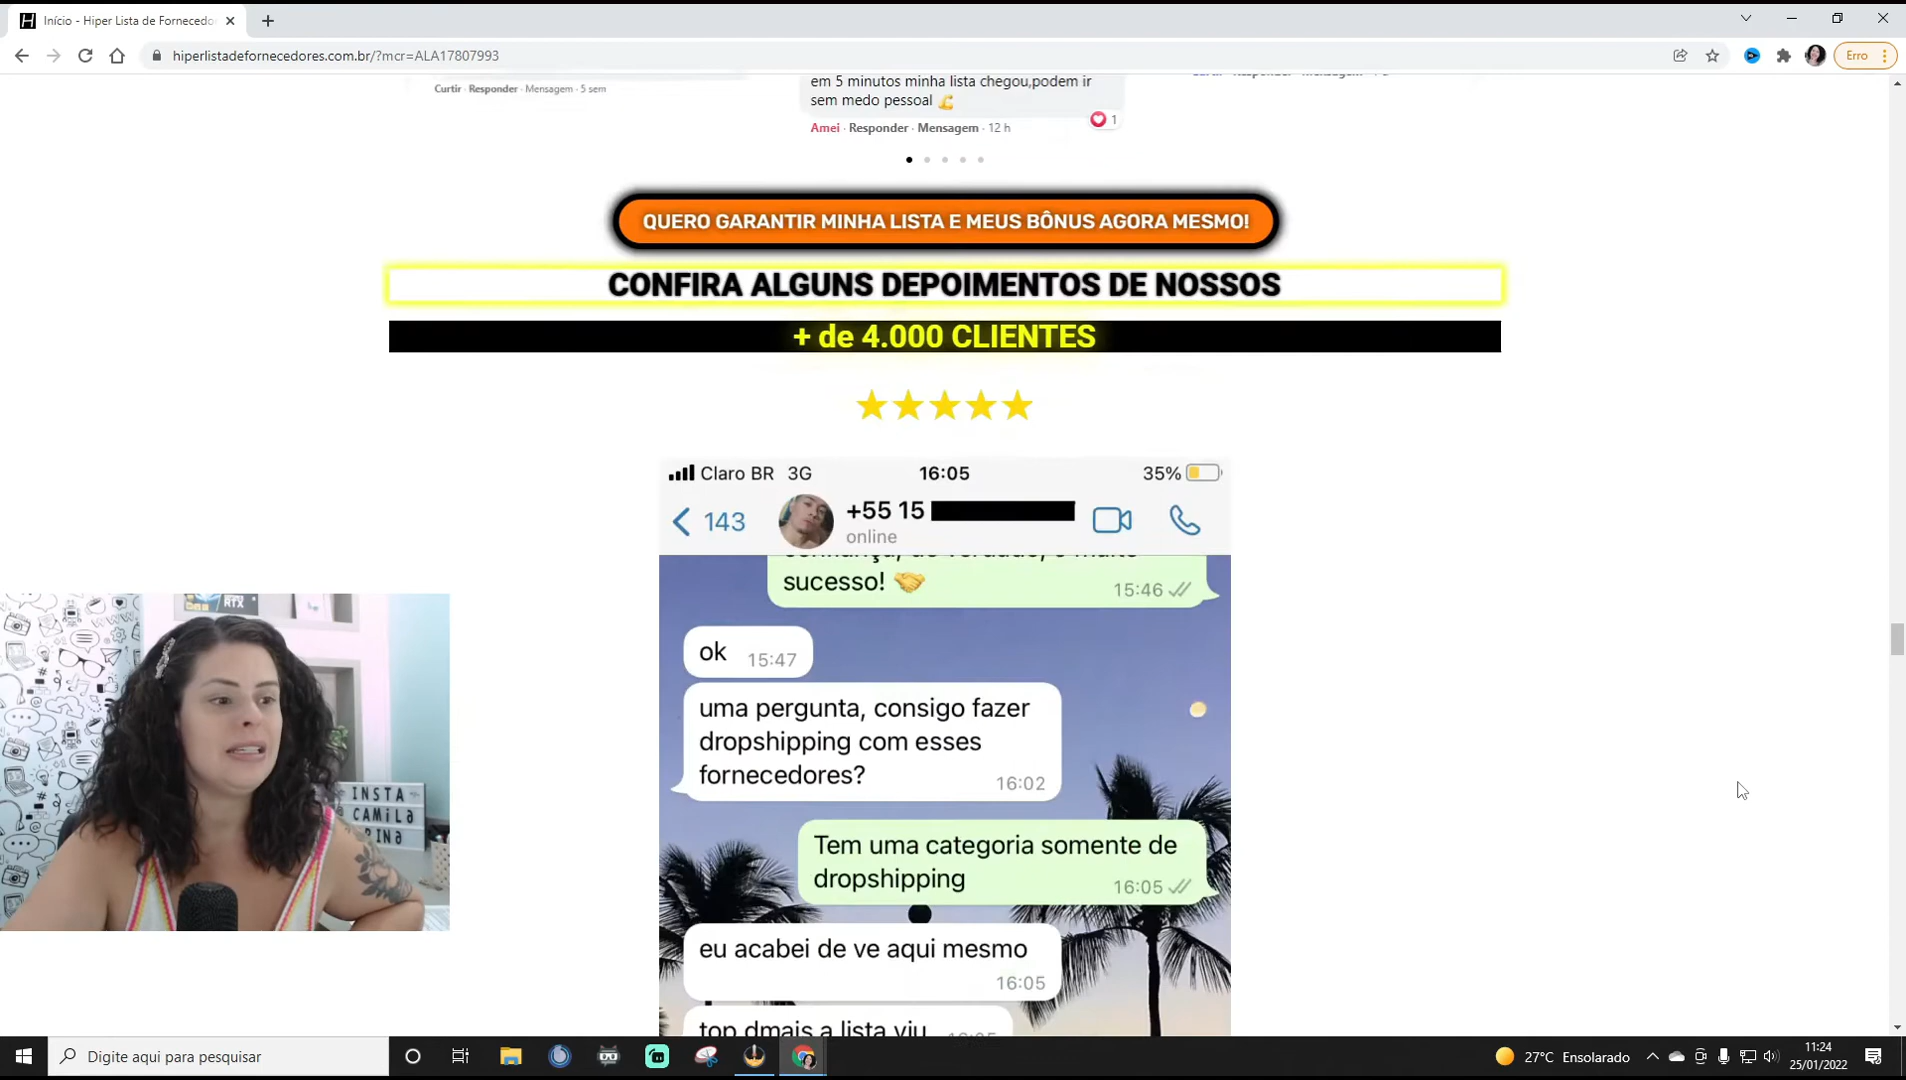 Início - Hiper Lista de Fornecedo
hiperlistadefornecedores.com.br/?mcr=ALA17807993
Erro
em 5 minutos minha lista chegou,podem ir
sem medo pessoal 💪
Curtir · Responder · Mensagem · 5 sem
Amei · Responder · Mensagem · 12 h
1
QUERO GARANTIR MINHA LISTA E MEUS BÔNUS AGORA MESMO!
CONFIRA ALGUNS DEPOIMENTOS DE NOSSOS
+ de 4.000 CLIENTES
Claro BR 3G 16:05 35%
143
+55 15
online
sucesso! 🤝 15:46
ok 15:47
uma pergunta, consigo fazer
dropshipping com esses
fornecedores? 16:02
Tem uma categoria somente de
dropshipping 16:05
eu acabei de ve aqui mesmo
16:05
top dmais a lista viu
RTX
INSTA
CAMILA
Digite aqui para pesquisar
27°C Ensolarado
11:24
25/01/2022